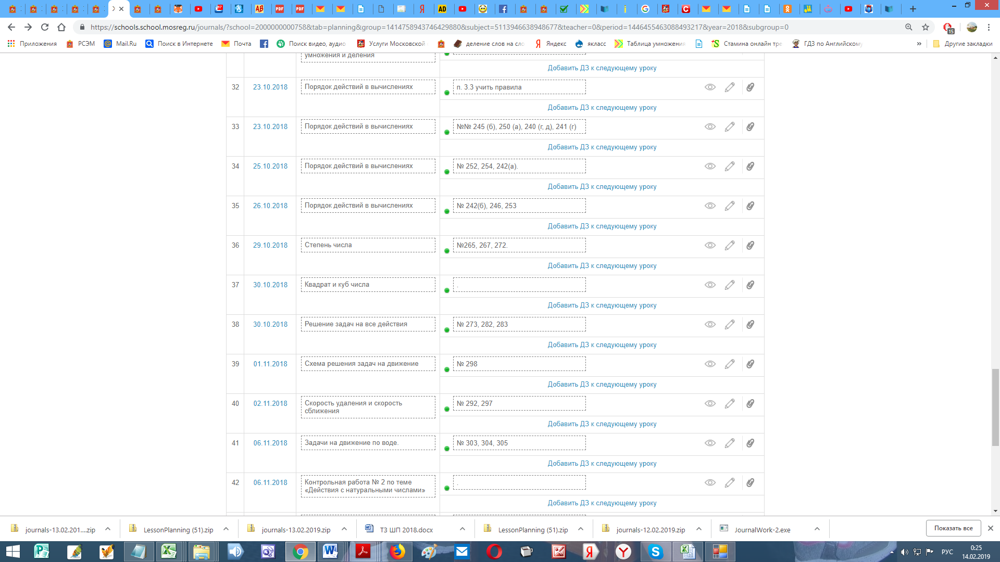 https://schools.school.mosreg.ru/journals/?school=2000000000758&tab=planning&group=1414758943746429880&subject=511394663894867​7&teacher=0&period=1446455463088493217&year=2018&subgroup=0
15
Приложения РСЭМ Mail.Ru Поиск в Интернете Почта Поиск видео, аудио Услуги Московской деление слов на сло Яндекс якласс Таблица умножения Стамина онлайн тре ГДЗ по Английскому » Другие закладки
умножения и деления
Добавить ДЗ к следующему уроку
32 23.10.2018 Порядок действий в вычислениях п. 3.3 учить правила
Добавить ДЗ к следующему уроку
33 23.10.2018 Порядок действий в вычислениях №№ 245 (б), 250 (а), 240 (г, д), 241 (г)
Добавить ДЗ к следующему уроку
34 25.10.2018 Порядок действий в вычислениях № 252, 254, 242(а).
Добавить ДЗ к следующему уроку
35 26.10.2018 Порядок действий в вычислениях № 242(б), 246, 253
Добавить ДЗ к следующему уроку
36 29.10.2018 Степень числа №265, 267, 272.
Добавить ДЗ к следующему уроку
37 30.10.2018 Квадрат и куб числа .
Добавить ДЗ к следующему уроку
38 30.10.2018 Решение задач на все действия № 273, 282, 283
Добавить ДЗ к следующему уроку
39 01.11.2018 Схема решения задач на движение № 298
Добавить ДЗ к следующему уроку
40 02.11.2018 Скорость удаления и скорость № 292, 297
сближения
Добавить ДЗ к следующему уроку
41 06.11.2018 Задачи на движение по воде. № 303, 304, 305
Добавить ДЗ к следующему уроку
42 06.11.2018 Контрольная работа № 2 по теме .
«Действия с натуральными числами»
Добавить ДЗ к следующему уроку
journals-13.02.201....zip LessonPlanning (51).zip journals-13.02.2019.zip ТЗ ШП 2018.docx LessonPlanning (51).zip journals-12.02.2019.zip JournalWork-2.exe Показать все
РУС
0:25
14.02.2019